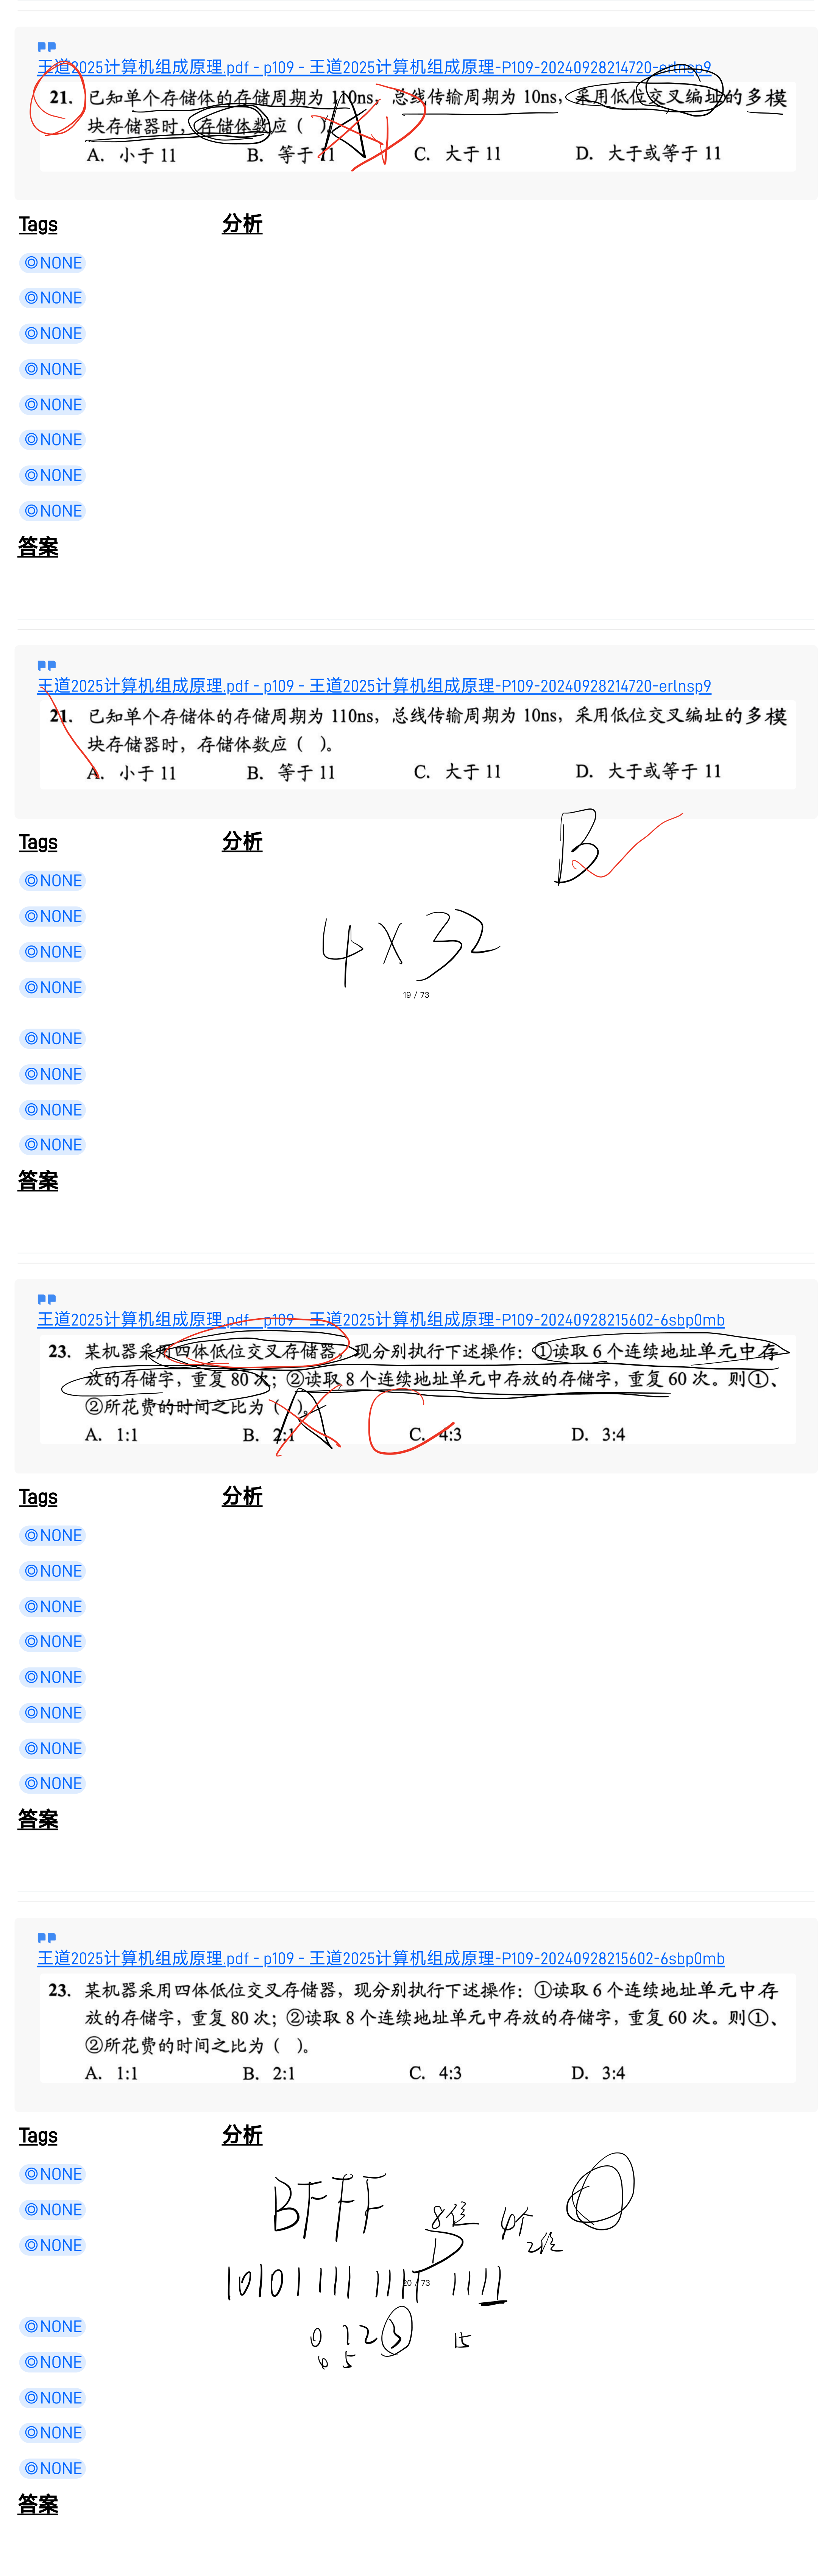 王道2025计算机组成原理.pdf - p109 - 王道2025计算机组成原理-P109-20240928214720-erlnsp9
21. 已知单个存储体的存储周期为 110ns，总线传输周期为 10ns，采用低位交叉编址的多模
块存储器时，存储体数应（ ）。
A. 小于 11 B. 等于 11 C. 大于 11 D. 大于或等于 11
Tags 分析
NONE
NONE
NONE
NONE
NONE
NONE
NONE
NONE
答案
王道2025计算机组成原理.pdf - p109 - 王道2025计算机组成原理-P109-20240928214720-erlnsp9
21. 已知单个存储体的存储周期为 110ns，总线传输周期为 10ns，采用低位交叉编址的多模
块存储器时，存储体数应（ ）。
A. 小于 11 B. 等于 11 C. 大于 11 D. 大于或等于 11
B
Tags 分析
NONE
NONE
4 X 32
NONE
NONE
19 / 73
NONE
NONE
NONE
NONE
答案
王道2025计算机组成原理.pdf - p109 - 王道2025计算机组成原理-P109-20240928215602-6sbp0mb
23. 某机器采用四体低位交叉存储器，现分别执行下述操作：①读取 6 个连续地址单元中存
放的存储字，重复 80 次；②读取 8 个连续地址单元中存放的存储字，重复 60 次。则①、
②所花费的时间之比为（ ）。
A. 1:1 B. 2:1 C. 4:3 D. 3:4
Tags 分析
NONE
NONE
NONE
NONE
NONE
NONE
NONE
NONE
答案
王道2025计算机组成原理.pdf - p109 - 王道2025计算机组成原理-P109-20240928215602-6sbp0mb
23. 某机器采用四体低位交叉存储器，现分别执行下述操作：①读取 6 个连续地址单元中存
放的存储字，重复 80 次；②读取 8 个连续地址单元中存放的存储字，重复 60 次。则①、
②所花费的时间之比为（ ）。
A. 1:1 B. 2:1 C. 4:3 D. 3:4
Tags 分析
NONE
BFFF
NONE
4个
NONE
10101111 1111 1111
20 / 73
NONE
0 1 2 3 15
NONE
5
NONE
NONE
NONE
答案